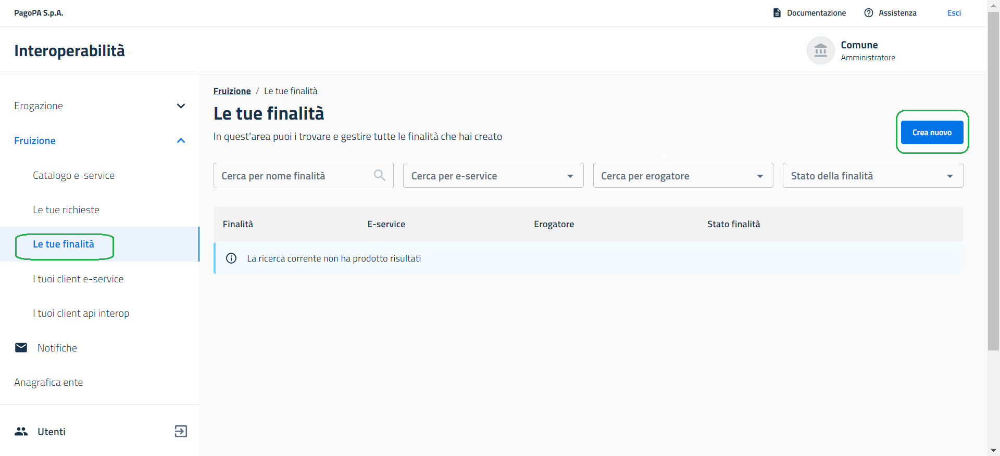 PagoPA S.p.A.
Documentazione
Assistenza
Esci
Interoperabilità
Comune
Amministratore
Erogazione
Fruizione
Catalogo e-service
Le tue richieste
Le tue finalità
I tuoi client e-service
I tuoi client api interop
Notifiche
Anagrafica ente
Utenti
Fruizione / Le tue finalità
Le tue finalità
In quest'area puoi i trovare e gestire tutte le finalità che hai creato
Crea nuovo
Cerca per nome finalità
Cerca per e-service
Cerca per erogatore
Stato della finalità
Finalità E-service Erogatore Stato finalità
La ricerca corrente non ha prodotto risultati